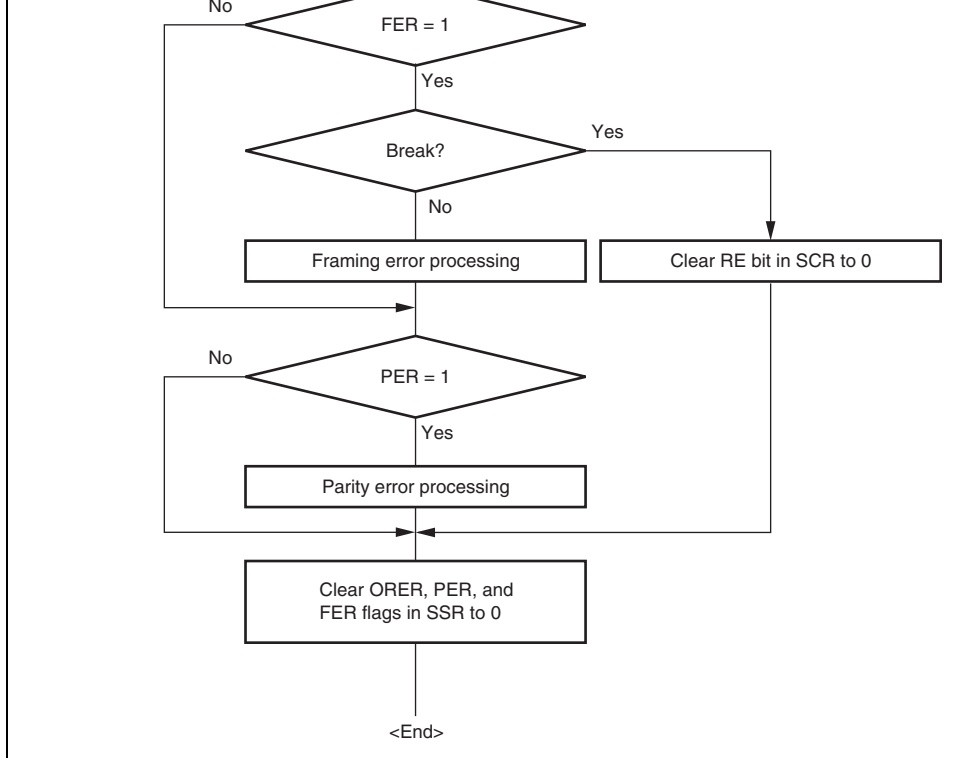 No
FER = 1
Yes
Break?
Yes
No
Framing error processing
Clear RE bit in SCR to 0
No
PER = 1
Yes
Parity error processing
Clear ORER, PER, and
FER flags in SSR to 0
<End>